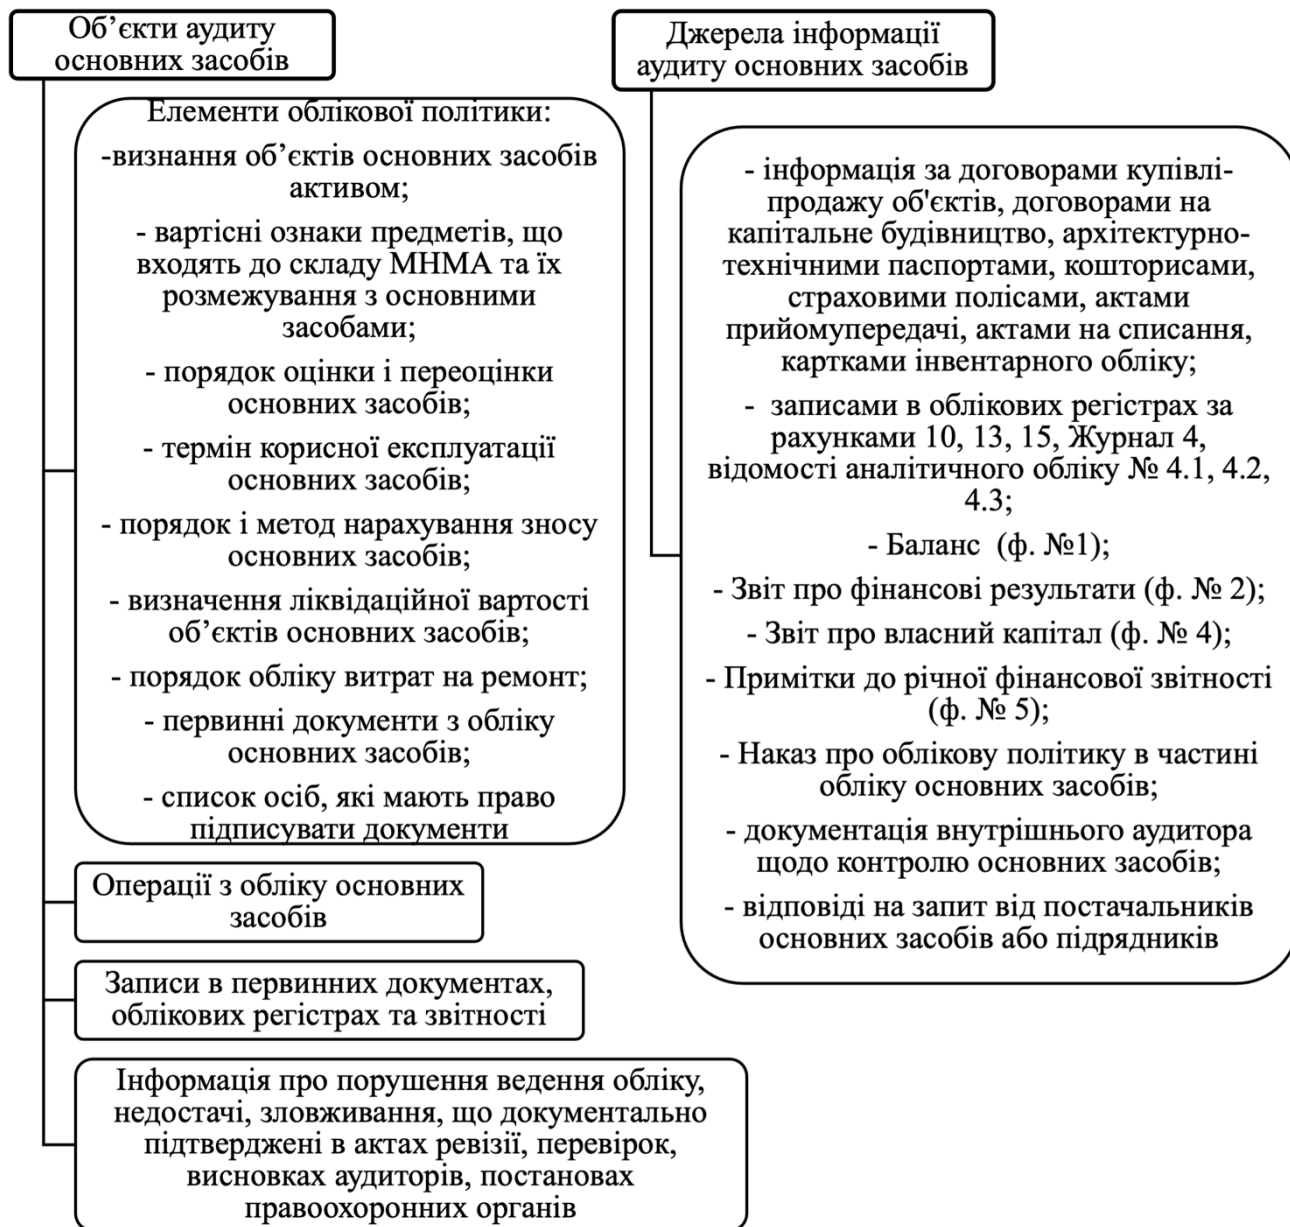 Об’єкти аудиту
основних засобів
Елементи облікової політики:
-визнання об’єктів основних засобів
активом;
- вартісні ознаки предметів, що
входять до складу МНМА та їх
розмежування з основними
засобами;
- порядок оцінки і переоцінки
основних засобів;
- термін корисної експлуатації
основних засобів;
- порядок і метод нарахування зносу
основних засобів;
- визначення ліквідаційної вартості
об’єктів основних засобів;
- порядок обліку витрат на ремонт;
- первинні документи з обліку
основних засобів;
- список осіб, які мають право
підписувати документи
Операції з обліку основних
засобів
Записи в первинних документах,
облікових регістрах та звітності
Інформація про порушення ведення обліку,
недостачі, зловживання, що документально
підтверджені в актах ревізії, перевірок,
висновках аудиторів, постановах
правоохоронних органів
Джерела інформації
аудиту основних засобів
- інформація за договорами купівлі-
продажу об'єктів, договорами на
капітальне будівництво, архітектурно-
технічними паспортами, кошторисами,
страховими полісами, актами
прийомупередачі, актами на списання,
картками інвентарного обліку;
- записами в облікових регістрах за
рахунками 10, 13, 15, Журнал 4,
відомості аналітичного обліку № 4.1, 4.2,
4.3;
- Баланс (ф. №1);
- Звіт про фінансові результати (ф. № 2);
- Звіт про власний капітал (ф. № 4);
- Примітки до річної фінансової звітності
(ф. № 5);
- Наказ про облікову політику в частині
обліку основних засобів;
- документація внутрішнього аудитора
щодо контролю основних засобів;
- відповіді на запит від постачальників
основних засобів або підрядників